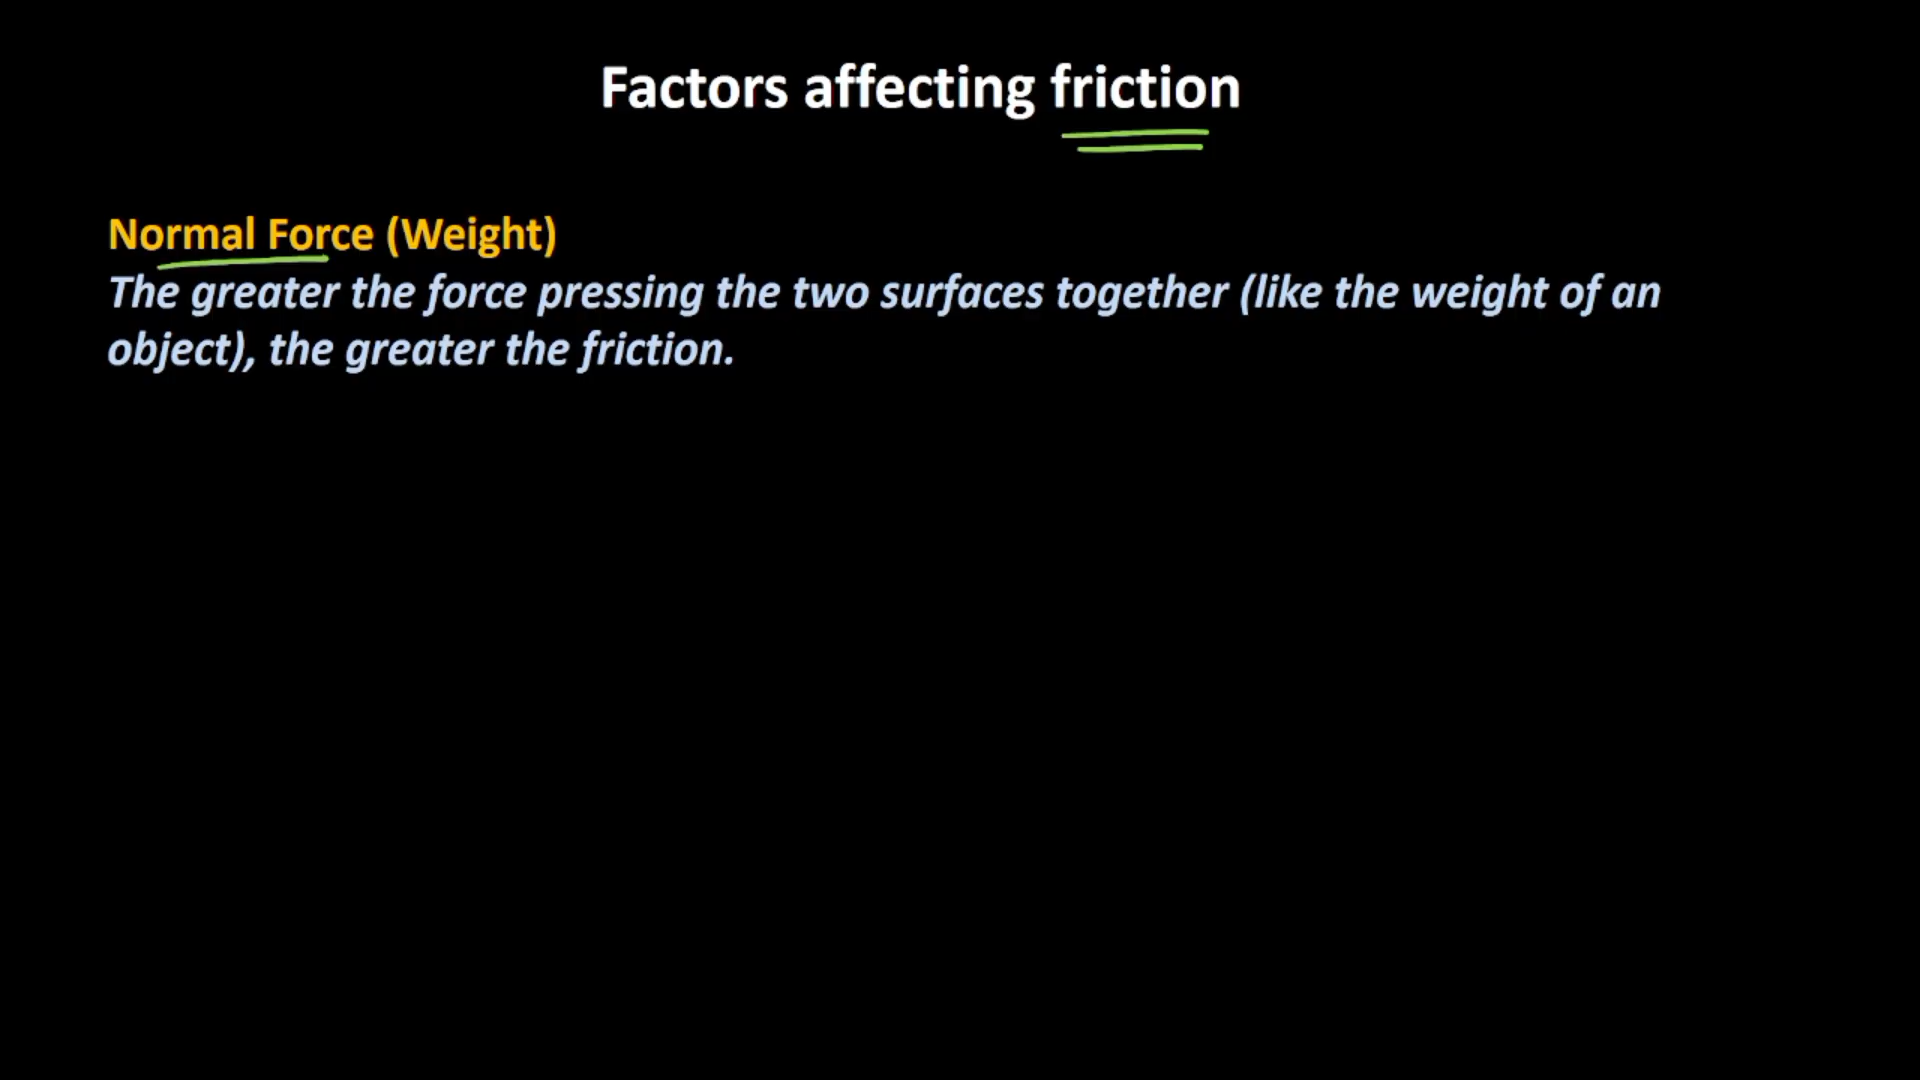 Factors affecting friction
Normal Force (Weight)
The greater the force pressing the two surfaces together (like the weight of an
object), the greater the friction.